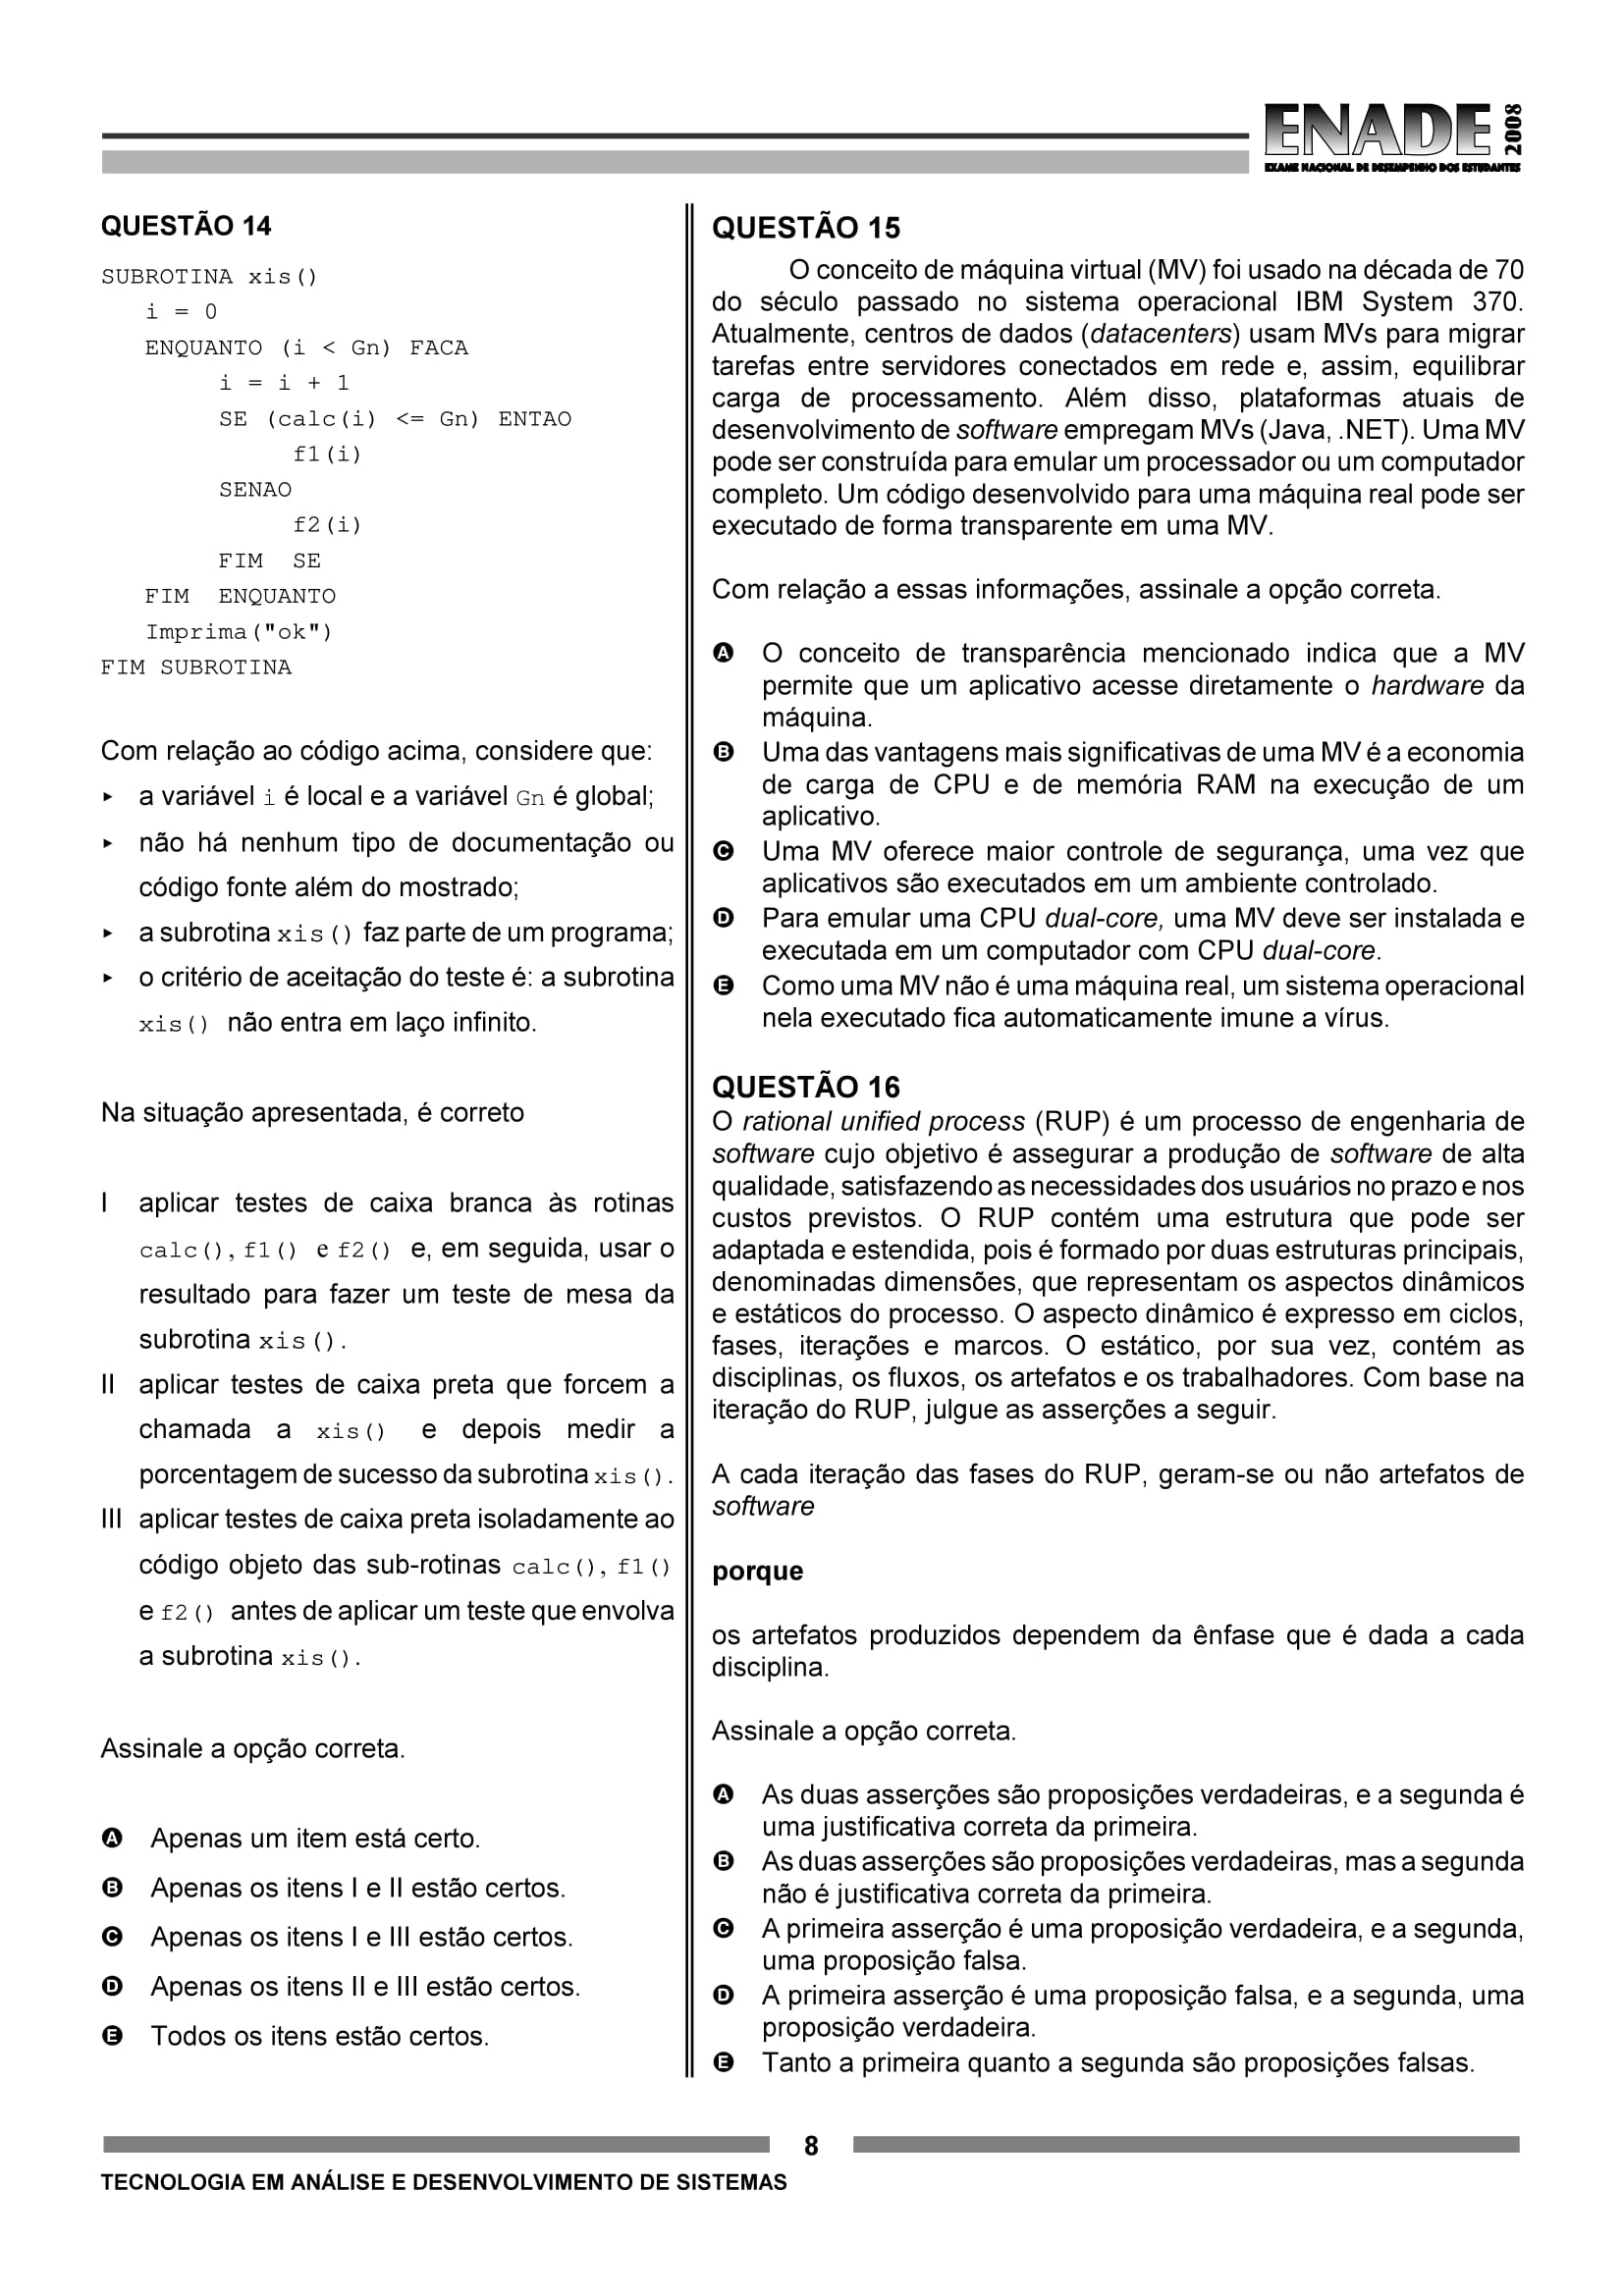 ENADE 2008
EXAME NACIONAL DE DESEMPENHO DOS ESTUDANTES
QUESTÃO 14
SUBROTINA xis()
i = 0
ENQUANTO (i < Gn) FACA
i = i + 1
SE (calc(i) <= Gn) ENTAO
f1(i)
SENAO
f2(i)
FIM SE
FIM ENQUANTO
Imprima("ok")
FIM SUBROTINA
Com relação ao código acima, considere que:
▸ a variável i é local e a variável Gn é global;
▸ não há nenhum tipo de documentação ou
código fonte além do mostrado;
▸ a subrotina xis() faz parte de um programa;
▸ o critério de aceitação do teste é: a subrotina
xis() não entra em laço infinito.
Na situação apresentada, é correto
I aplicar testes de caixa branca às rotinas
calc(), f1() e f2() e, em seguida, usar o
resultado para fazer um teste de mesa da
subrotina xis().
II aplicar testes de caixa preta que forcem a
chamada a xis() e depois medir a
porcentagem de sucesso da subrotina xis().
III aplicar testes de caixa preta isoladamente ao
código objeto das sub-rotinas calc(), f1()
e f2() antes de aplicar um teste que envolva
a subrotina xis().
Assinale a opção correta.
A Apenas um item está certo.
B Apenas os itens I e II estão certos.
C Apenas os itens I e III estão certos.
D Apenas os itens II e III estão certos.
E Todos os itens estão certos.
QUESTÃO 15
O conceito de máquina virtual (MV) foi usado na década de 70
do século passado no sistema operacional IBM System 370.
Atualmente, centros de dados (datacenters) usam MVs para migrar
tarefas entre servidores conectados em rede e, assim, equilibrar
carga de processamento. Além disso, plataformas atuais de
desenvolvimento de software empregam MVs (Java, .NET). Uma MV
pode ser construída para emular um processador ou um computador
completo. Um código desenvolvido para uma máquina real pode ser
executado de forma transparente em uma MV.
Com relação a essas informações, assinale a opção correta.
A O conceito de transparência mencionado indica que a MV
permite que um aplicativo acesse diretamente o hardware da
máquina.
B Uma das vantagens mais significativas de uma MV é a economia
de carga de CPU e de memória RAM na execução de um
aplicativo.
C Uma MV oferece maior controle de segurança, uma vez que
aplicativos são executados em um ambiente controlado.
D Para emular uma CPU dual-core, uma MV deve ser instalada e
executada em um computador com CPU dual-core.
E Como uma MV não é uma máquina real, um sistema operacional
nela executado fica automaticamente imune a vírus.
QUESTÃO 16
O rational unified process (RUP) é um processo de engenharia de
software cujo objetivo é assegurar a produção de software de alta
qualidade, satisfazendo as necessidades dos usuários no prazo e nos
custos previstos. O RUP contém uma estrutura que pode ser
adaptada e estendida, pois é formado por duas estruturas principais,
denominadas dimensões, que representam os aspectos dinâmicos
e estáticos do processo. O aspecto dinâmico é expresso em ciclos,
fases, iterações e marcos. O estático, por sua vez, contém as
disciplinas, os fluxos, os artefatos e os trabalhadores. Com base na
iteração do RUP, julgue as asserções a seguir.
A cada iteração das fases do RUP, geram-se ou não artefatos de
software
porque
os artefatos produzidos dependem da ênfase que é dada a cada
disciplina.
Assinale a opção correta.
A As duas asserções são proposições verdadeiras, e a segunda é
uma justificativa correta da primeira.
B As duas asserções são proposições verdadeiras, mas a segunda
não é justificativa correta da primeira.
C A primeira asserção é uma proposição verdadeira, e a segunda,
uma proposição falsa.
D A primeira asserção é uma proposição falsa, e a segunda, uma
proposição verdadeira.
E Tanto a primeira quanto a segunda são proposições falsas.
8
TECNOLOGIA EM ANÁLISE E DESENVOLVIMENTO DE SISTEMAS